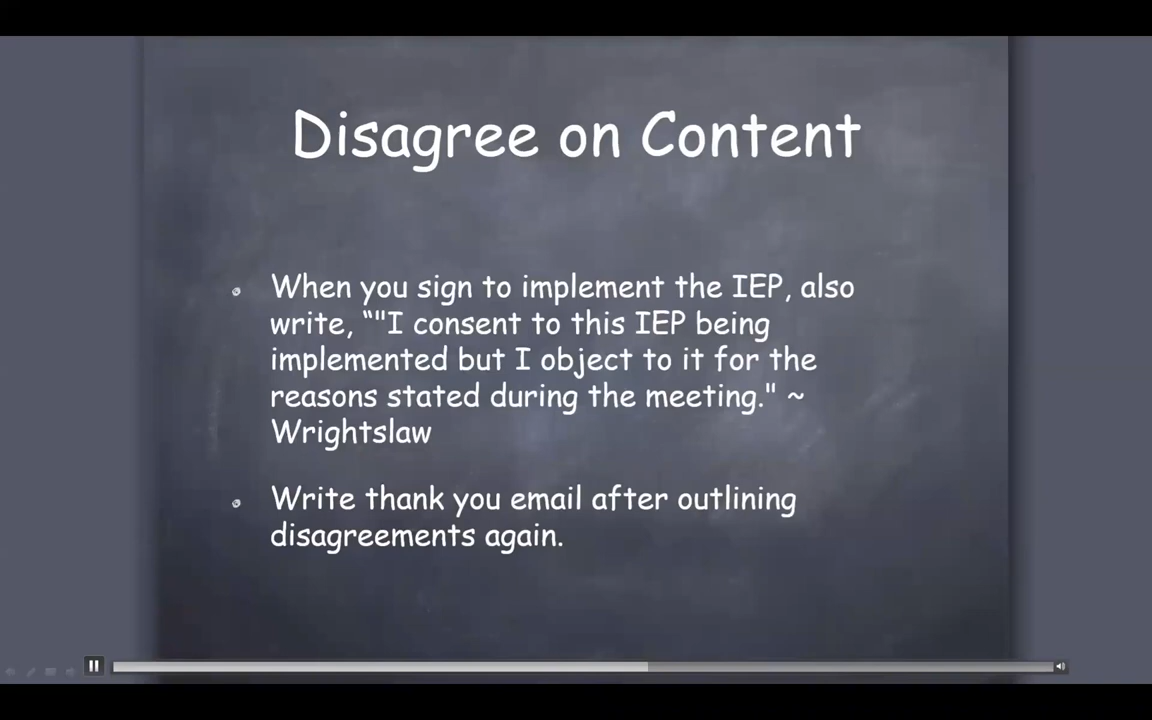 Disagree on Content
When you sign to implement the IEP, also
write, “"I consent to this IEP being
implemented but I object to it for the
reasons stated during the meeting." ~
Wrightslaw
Write thank you email after outlining
disagreements again.